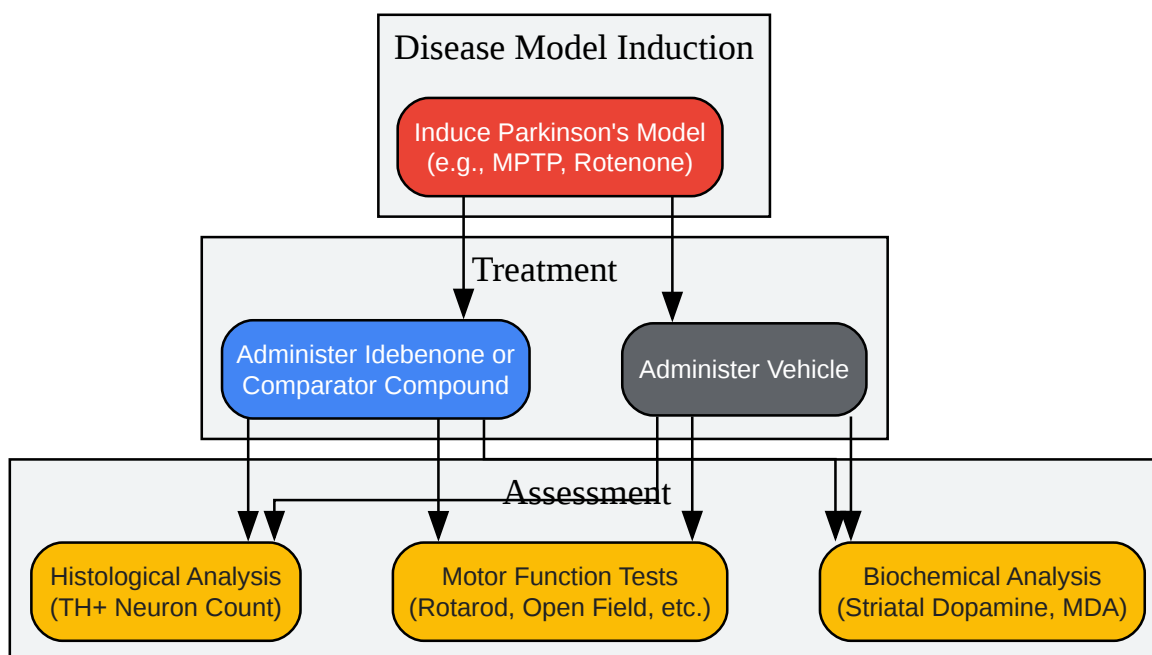 Disease Model Induction
Induce Parkinson's Model
(e.g., MPTP, Rotenone)
Treatment
Administer Idebenone or
Comparator Compound
Administer Vehicle
Assessment
Histological Analysis
(TH+ Neuron Count)
Motor Function Tests
(Rotarod, Open Field, etc.)
Biochemical Analysis
(Striatal Dopamine, MDA)